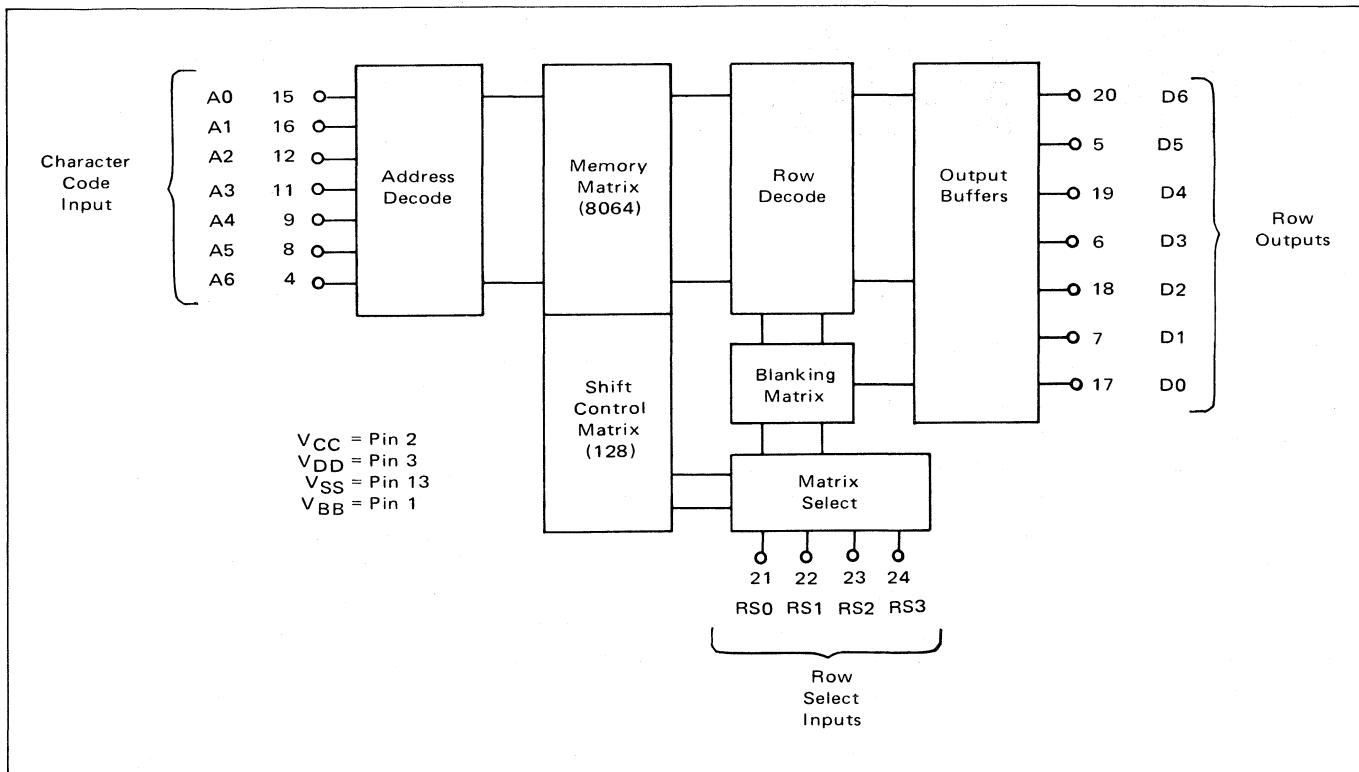 Character
Code
Input
A0 15
A1 16
A2 12
A3 11
A4 9
A5 8
A6 4
Address
Decode
Memory
Matrix
(8064)
Row
Decode
Output
Buffers
20 D6
5 D5
19 D4
6 D3
18 D2
7 D1
17 D0
Row
Outputs
Shift
Control
Matrix
(128)
Blanking
Matrix
Matrix
Select
VCC = Pin 2
VDD = Pin 3
VSS = Pin 13
VBB = Pin 1
21 22 23 24
RS0 RS1 RS2 RS3
Row
Select
Inputs